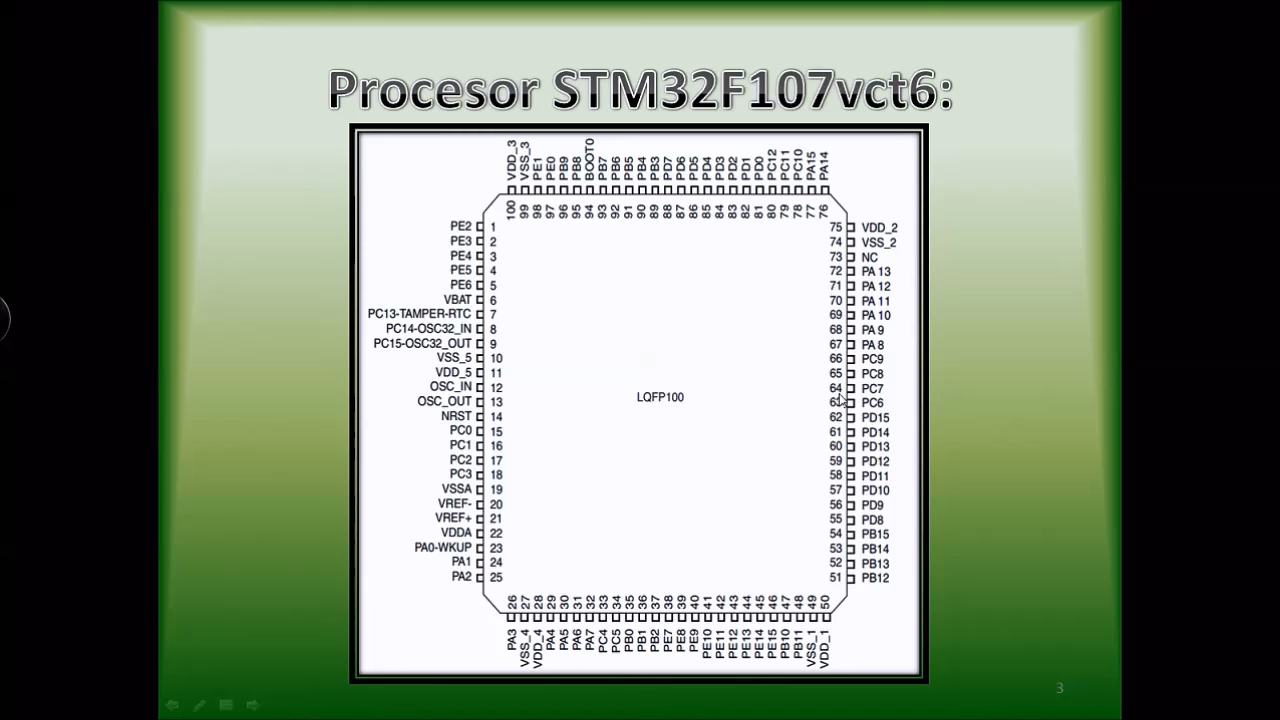 Procesor STM32F107vct6:
VDD_3 VSS_3 PE1 PE0 PB9 PB8 BOOT0 PB7 PB6 PB5 PB4 PB3 PD7 PD6 PD5 PD4 PD3 PD2 PD1 PD0 PC12 PC11 PC10 PA15 PA14
100 99 98 97 96 95 94 93 92 91 90 89 88 87 86 85 84 83 82 81 80 79 78 77 76
PE2 1 75 VDD_2
PE3 2 74 VSS_2
PE4 3 73 NC
PE5 4 72 PA 13
PE6 5 71 PA 12
VBAT 6 70 PA 11
PC13-TAMPER-RTC 7 69 PA 10
PC14-OSC32_IN 8 68 PA 9
PC15-OSC32_OUT 9 67 PA 8
VSS_5 10 66 PC9
VDD_5 11 65 PC8
OSC_IN 12 64 PC7
OSC_OUT 13 63 PC6
NRST 14 62 PD15
PC0 15 61 PD14
PC1 16 60 PD13
PC2 17 59 PD12
PC3 18 58 PD11
VSSA 19 57 PD10
VREF- 20 56 PD9
VREF+ 21 55 PD8
VDDA 22 54 PB15
PA0-WKUP 23 53 PB14
PA1 24 52 PB13
PA2 25 51 PB12
LQFP100
26 27 28 29 30 31 32 33 34 35 36 37 38 39 40 41 42 43 44 45 46 47 48 49 50
PA3 VSS_4 VDD_4 PA4 PA5 PA6 PA7 PC4 PC5 PB0 PB1 PB2 PE7 PE8 PE9 PE10 PE11 PE12 PE13 PE14 PE15 PB10 PB11 VSS_1 VDD_1
3